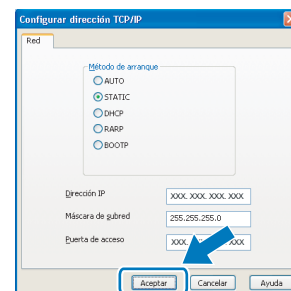 Configurar dirección TCP/IP
Red
Método de arranque
AUTO
STATIC
DHCP
RARP
BOOTP
Dirección IP XXX. XXX. XXX. XXX
Máscara de subred 255.255.255.0
Puerta de acceso XXX. XXX
Aceptar Cancelar Ayuda